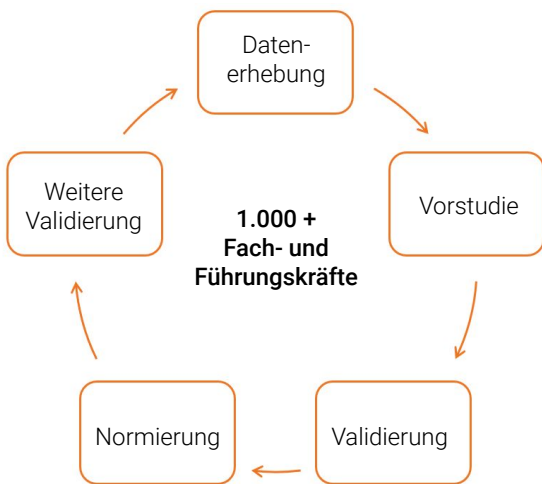 Daten-
erhebung
Vorstudie
Validierung
Normierung
Weitere
Validierung
1.000 +
Fach- und
Führungskräfte